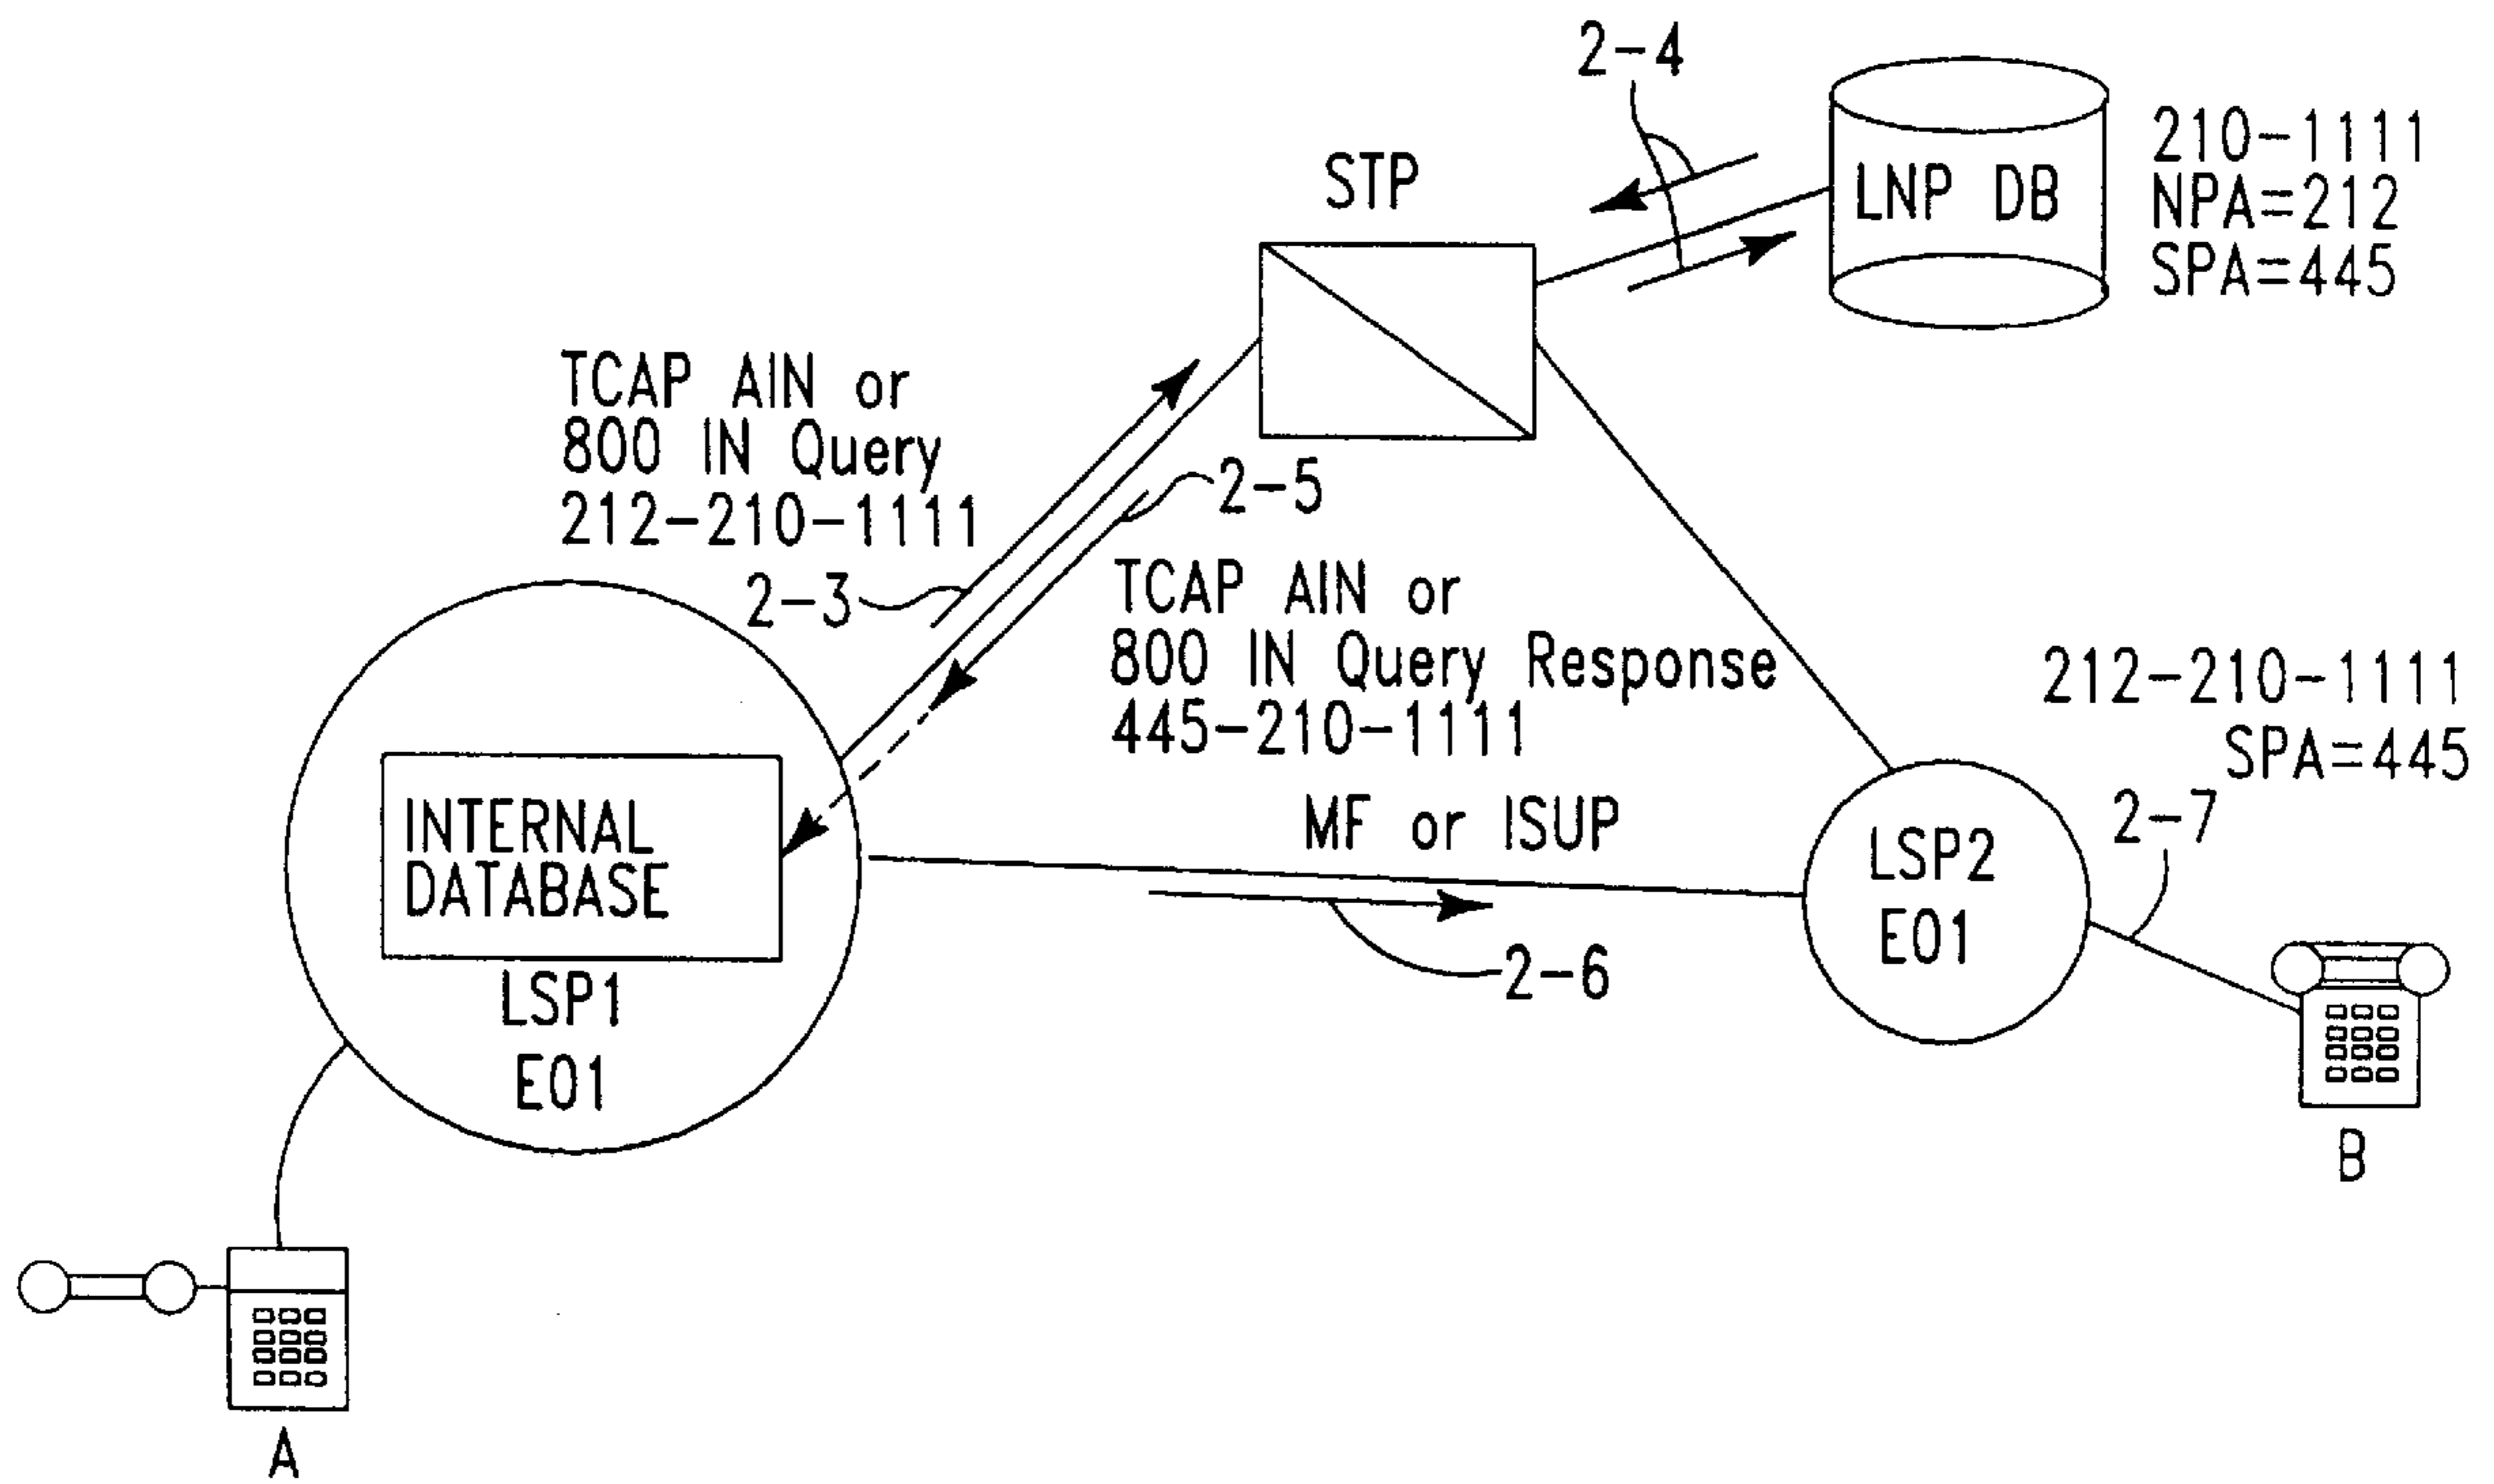 2-4
210-1111
NPA=212
SPA=445
LNP DB
STP
TCAP AIN or
800 IN Query
212-210-1111
2-5
2-3
TCAP AIN or
800 IN Query Response
445-210-1111
212-210-1111
SPA=445
2-7
MF or ISUP
INTERNAL
DATABASE
LSP1
EO1
LSP2
EO1
2-6
B
A